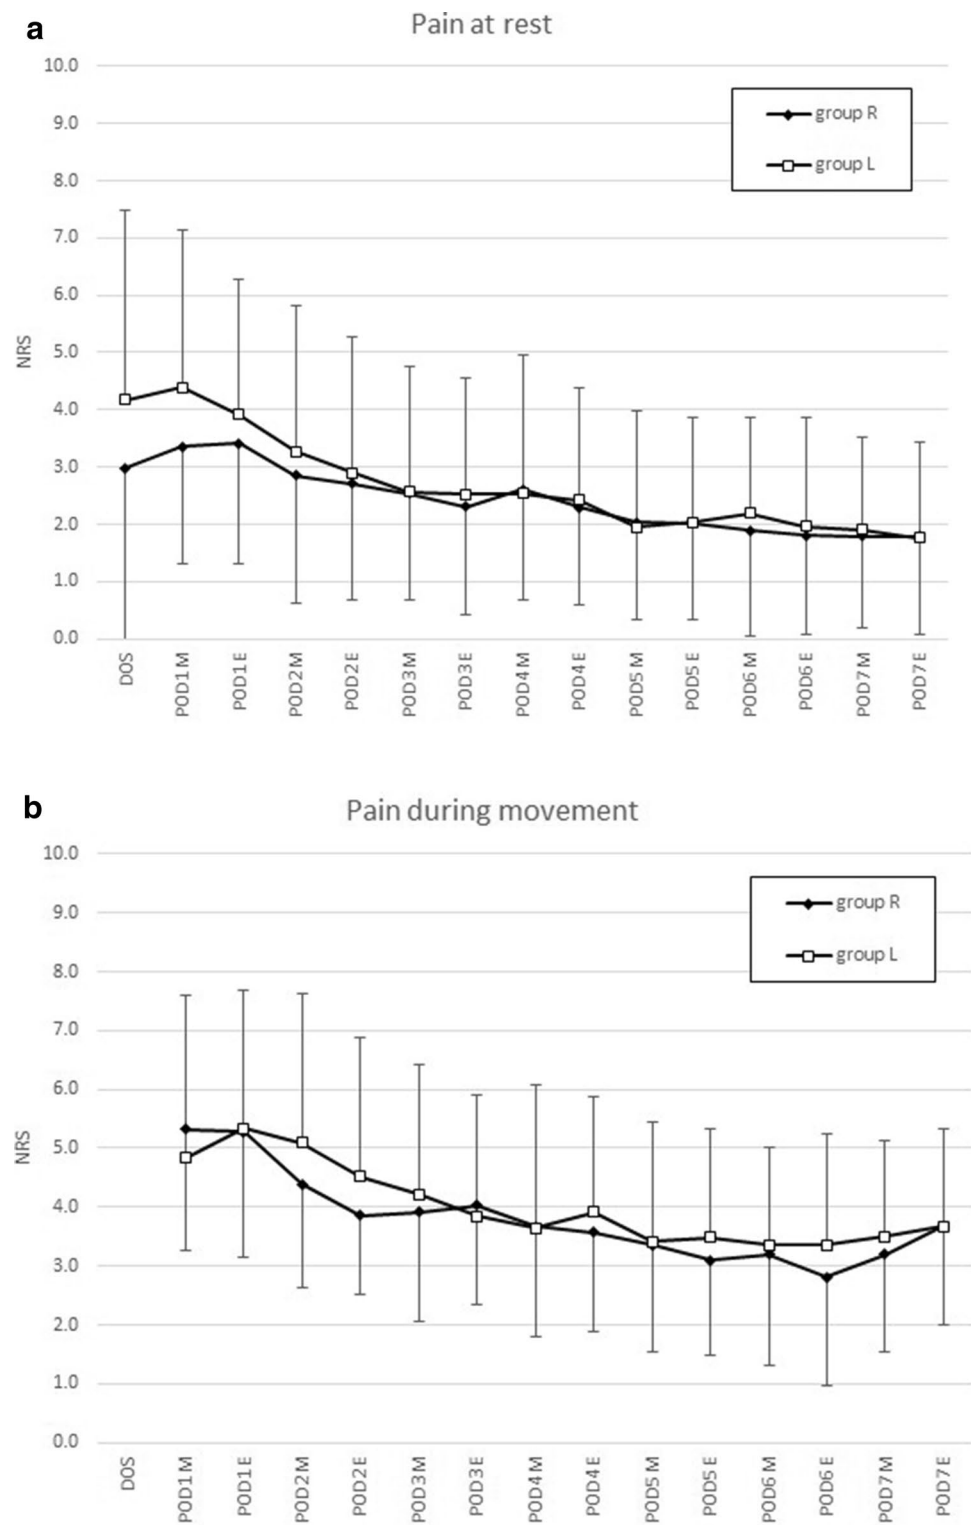 a
Pain at rest
10.0
9.0
8.0
7.0
6.0
5.0
4.0
3.0
2.0
1.0
0.0
NRS
group R
group L
DOS
POD1 M
POD1 E
POD2 M
POD2 E
POD3 M
POD3 E
POD4 M
POD4 E
POD5 M
POD5 E
POD6 M
POD6 E
POD7 M
POD7 E
b
Pain during movement
10.0
9.0
8.0
7.0
6.0
5.0
4.0
3.0
2.0
1.0
0.0
NRS
group R
group L
DOS
POD1 M
POD1 E
POD2 M
POD2 E
POD3 M
POD3 E
POD4 M
POD4 E
POD5 M
POD5 E
POD6 M
POD6 E
POD7 M
POD7 E